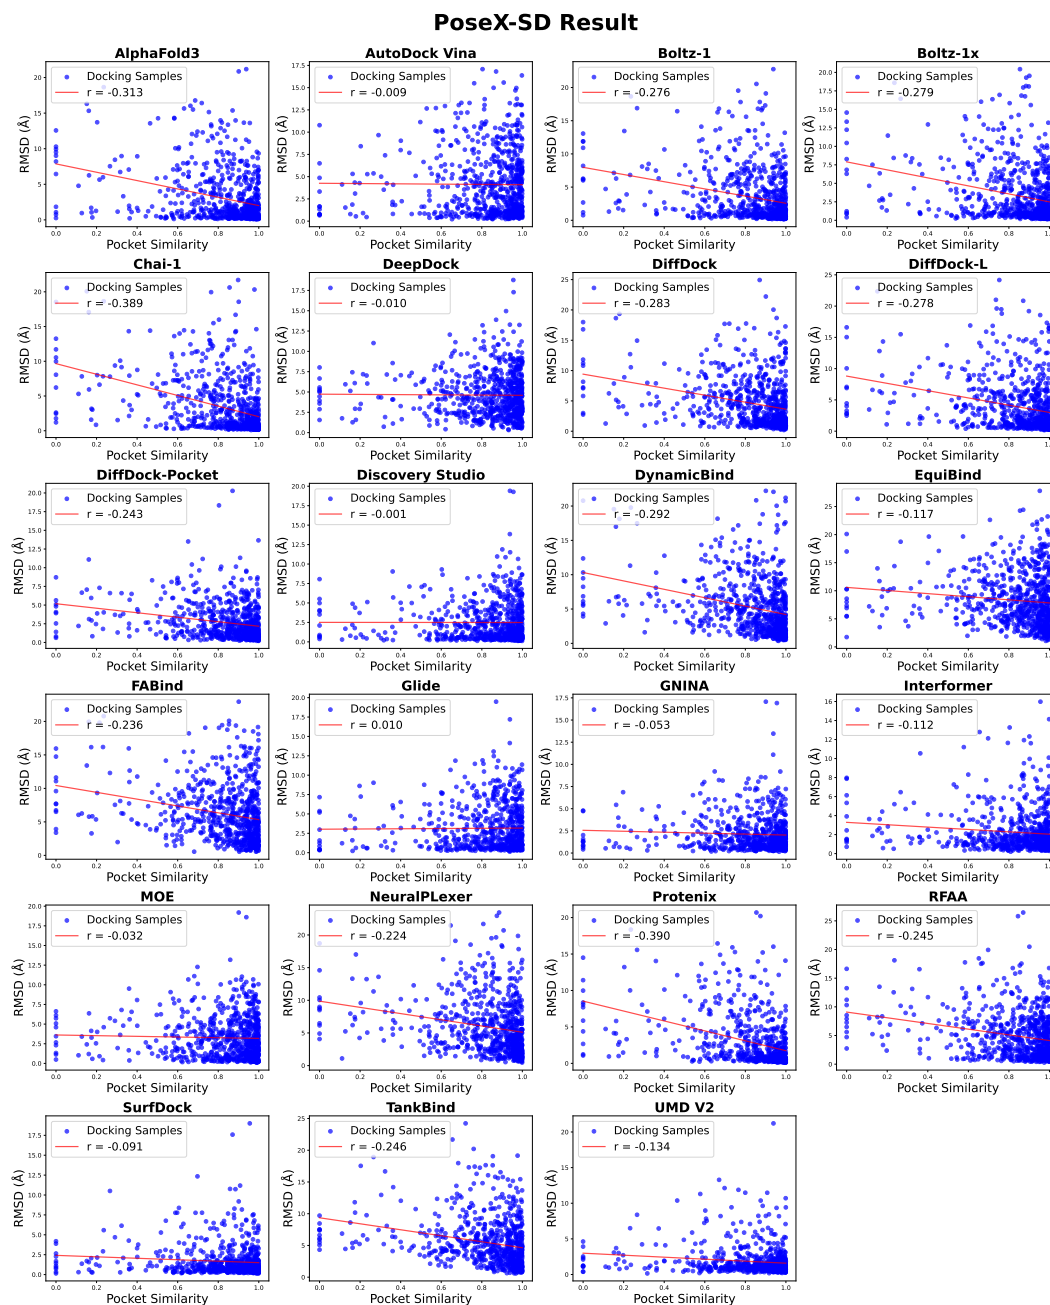 PoseX-SD Result
AlphaFold3
Docking Samples
r = -0.313
RMSD (Å)
Pocket Similarity
AutoDock Vina
Docking Samples
r = -0.009
RMSD (Å)
Pocket Similarity
Boltz-1
Docking Samples
r = -0.276
RMSD (Å)
Pocket Similarity
Boltz-1x
Docking Samples
r = -0.279
RMSD (Å)
Pocket Similarity
Chai-1
Docking Samples
r = -0.389
RMSD (Å)
Pocket Similarity
DeepDock
Docking Samples
r = -0.010
RMSD (Å)
Pocket Similarity
DiffDock
Docking Samples
r = -0.283
RMSD (Å)
Pocket Similarity
DiffDock-L
Docking Samples
r = -0.278
RMSD (Å)
Pocket Similarity
DiffDock-Pocket
Docking Samples
r = -0.243
RMSD (Å)
Pocket Similarity
Discovery Studio
Docking Samples
r = -0.001
RMSD (Å)
Pocket Similarity
DynamicBind
Docking Samples
r = -0.292
RMSD (Å)
Pocket Similarity
EquiBind
Docking Samples
r = -0.117
RMSD (Å)
Pocket Similarity
FABind
Docking Samples
r = -0.236
RMSD (Å)
Pocket Similarity
Glide
Docking Samples
r = 0.010
RMSD (Å)
Pocket Similarity
GNINA
Docking Samples
r = -0.053
RMSD (Å)
Pocket Similarity
Interformer
Docking Samples
r = -0.112
RMSD (Å)
Pocket Similarity
MOE
Docking Samples
r = -0.032
RMSD (Å)
Pocket Similarity
NeuralPLexer
Docking Samples
r = -0.224
RMSD (Å)
Pocket Similarity
Protenix
Docking Samples
r = -0.390
RMSD (Å)
Pocket Similarity
RFAA
Docking Samples
r = -0.245
RMSD (Å)
Pocket Similarity
SurfDock
Docking Samples
r = -0.091
RMSD (Å)
Pocket Similarity
TankBind
Docking Samples
r = -0.246
RMSD (Å)
Pocket Similarity
UMD V2
Docking Samples
r = -0.134
RMSD (Å)
Pocket Similarity